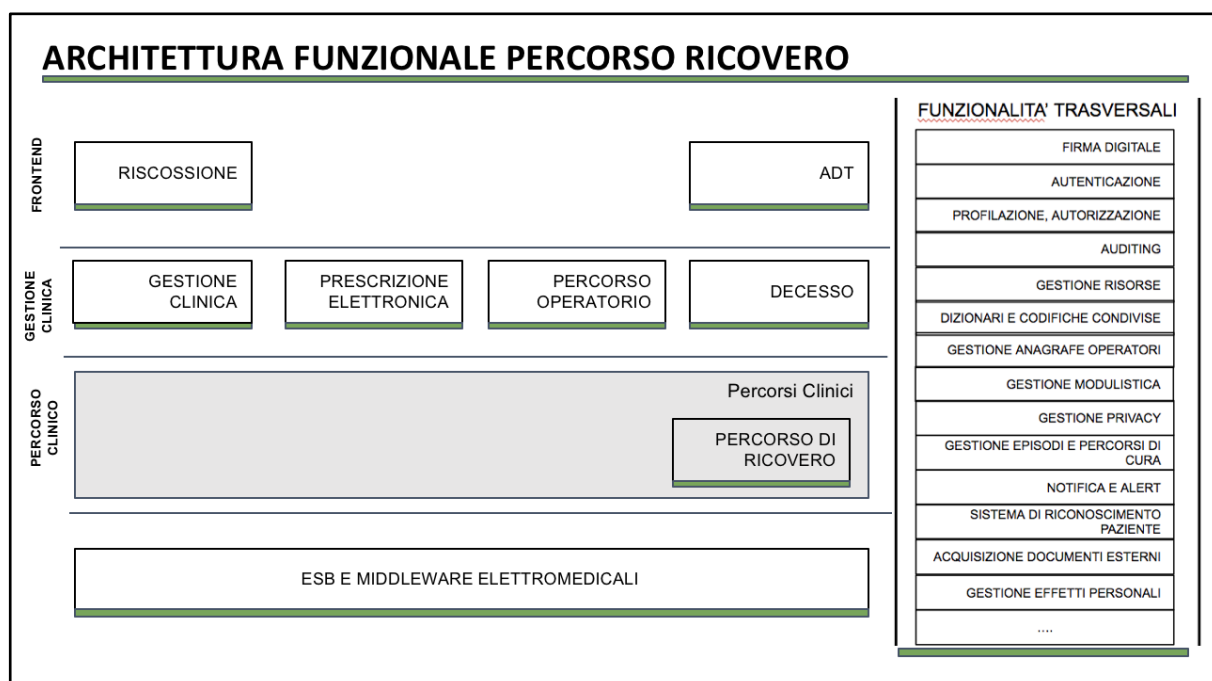 ARCHITETTURA FUNZIONALE PERCORSO RICOVERO
FRONTEND
RISCOSSIONE
ADT
GESTIONE
CLINICA
GESTIONE
CLINICA
PRESCRIZIONE
ELETTRONICA
PERCORSO
OPERATORIO
DECESSO
PERCORSO
CLINICO
Percorsi Clinici
PERCORSO DI
RICOVERO
ESB E MIDDLEWARE ELETTROMEDICALI
FUNZIONALITA' TRASVERSALI
FIRMA DIGITALE
AUTENTICAZIONE
PROFILAZIONE, AUTORIZZAZIONE
AUDITING
GESTIONE RISORSE
DIZIONARI E CODIFICHE CONDIVISE
GESTIONE ANAGRAFE OPERATORI
GESTIONE MODULISTICA
GESTIONE PRIVACY
GESTIONE EPISODI E PERCORSI DI
CURA
NOTIFICA E ALERT
SISTEMA DI RICONOSCIMENTO
PAZIENTE
ACQUISIZIONE DOCUMENTI ESTERNI
GESTIONE EFFETTI PERSONALI
....